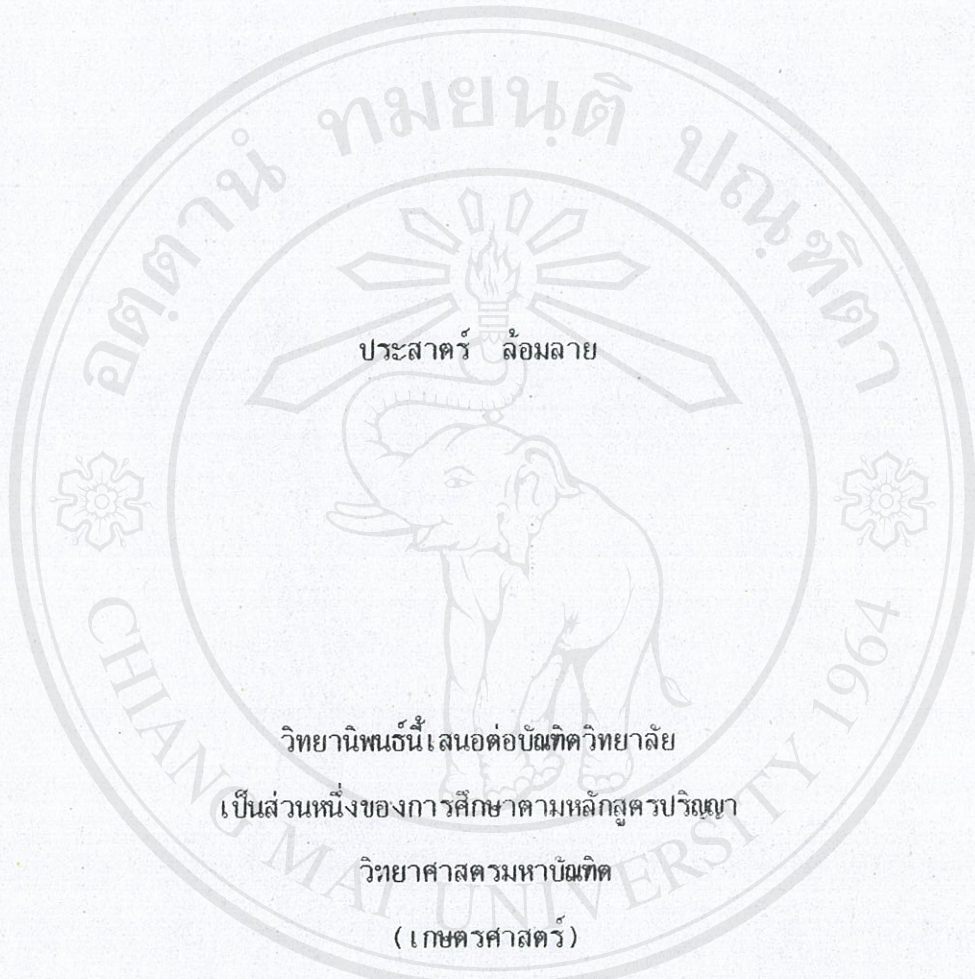 อตฺตานํ ทมยนฺติ ปณฺฑิตา
ประสาตร์ ล้อมลาย
วิทยานิพนธ์นี้เสนอต่อบัณฑิตวิทยาลัย
เป็นส่วนหนึ่งของการศึกษาตามหลักสูตรปริญญา
วิทยาศาสตรมหาบัณฑิต
(เกษตรศาสตร์)
CHIANG MAI UNIVERSITY 1964